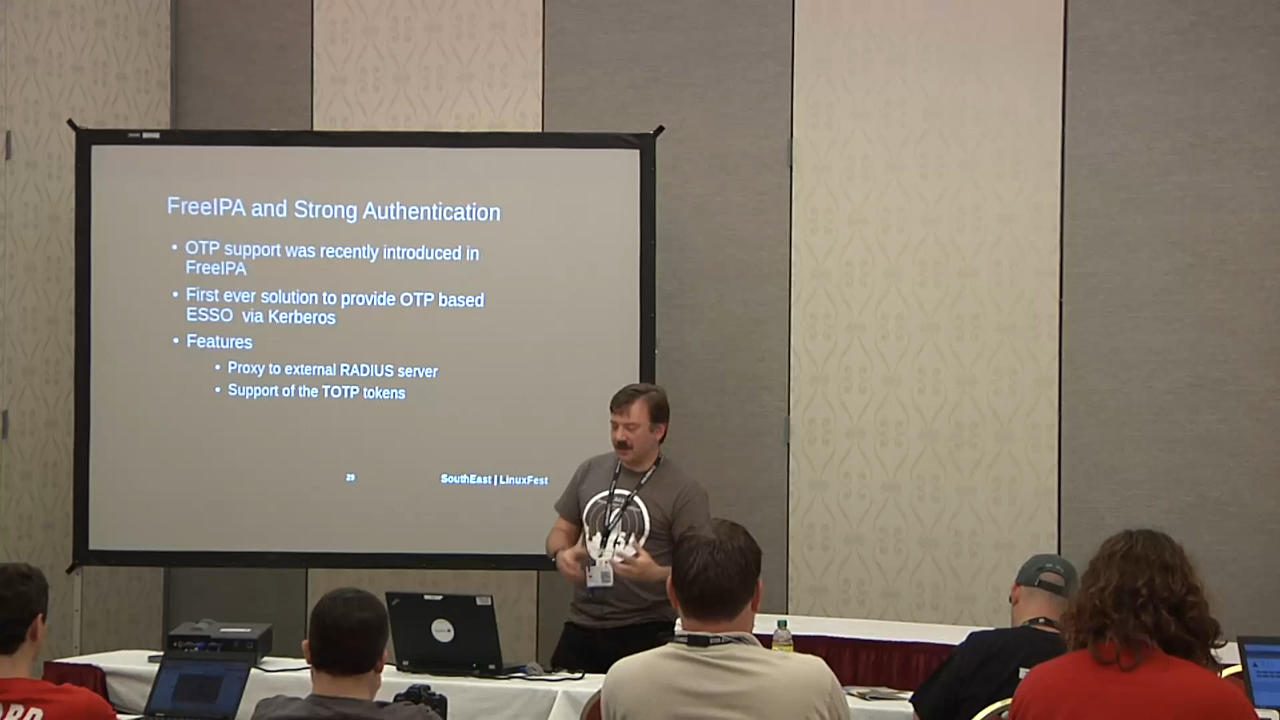 FreeIPA and Strong Authentication
• OTP support was recently introduced in
FreeIPA
• First ever solution to provide OTP based
ESSO via Kerberos
• Features
• Proxy to external RADIUS server
• Support of the TOTP tokens
29
SouthEast | LinuxFest